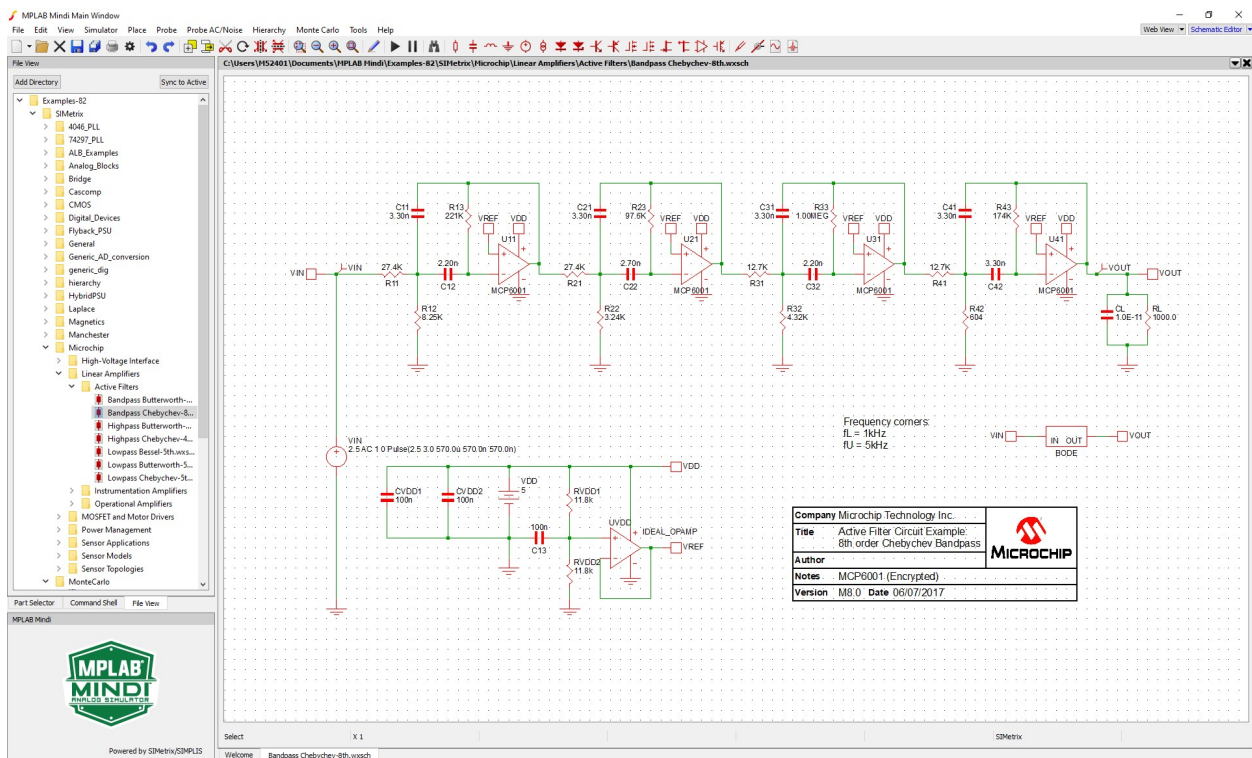 MPLAB Mindi Main Window
File Edit View Simulator Place Probe Probe AC/Noise Hierarchy Monte Carlo Tools Help
Web View Schematic Editor
File View
C:\Users\M52401\Documents\MPLAB Mindi\Examples-82\SIMetrix\Microchip\Linear Amplifiers\Active Filters\Bandpass Chebychev-8th.wxsch
Add Directory Sync to Active
Examples-82
SIMetrix
4046_PLL
74297_PLL
ALB_Examples
Analog_Blocks
Bridge
Cascomp
CMOS
Digital_Devices
Flyback_PSU
General
Generic_AD_conversion
generic_dig
hierarchy
HybridPSU
Laplace
Magnetics
Manchester
Microchip
High-Voltage Interface
Linear Amplifiers
Active Filters
Bandpass Butterworth-...
Bandpass Chebychev-8...
Highpass Butterworth-...
Highpass Chebychev-4...
Lowpass Bessel-5th.wxs...
Lowpass Butterworth-5...
Lowpass Chebychev-5t...
Instrumentation Amplifiers
Operational Amplifiers
MOSFET and Motor Drivers
Power Management
Sensor Applications
Sensor Models
Sensor Topologies
MonteCarlo
Part Selector Command Shell File View
MPLAB Mindi
MPLAB
MINDI
ANALOG SIMULATOR
Powered by SIMetrix/SIMPLIS
C11 R13 C21 R23 C31 R33 C41 R43
3.30n 221K 3.30n 97.6K 3.30n 1.00MEG 3.30n 174K
VREF VDD VREF VDD VREF VDD VREF VDD
U11 U21 U31 U41
VIN VIN 27.4K 2.20n 27.4K 2.70n 12.7K 2.20n 12.7K 3.30n VOUT VOUT
R11 C12 MCP6001 R21 C22 MCP6001 R31 C32 MCP6001 R41 C42 MCP6001
R12 R22 R32 R42 CL RL
8.25K 3.24K 4.32K 604 1.0E-11 1000.0
Frequency corners:
fL = 1kHz
fU = 5kHz
VIN IN OUT VOUT
BODE
VIN
2.5 AC 1 0 Pulse(2.5 3.0 570.0u 570.0n 570.0n)
VDD
CVDD1 CVDD2 VDD RVDD1
100n 100n 5 11.8k
100n UVDD IDEAL_OPAMP
C13 VREF
RVDD2
11.8k
Company Microchip Technology Inc.
Title Active Filter Circuit Example:
8th order Chebychev Bandpass
MICROCHIP
Author
Notes MCP6001 (Encrypted)
Version M8.0 Date 06/07/2017
Select X 1 SIMetrix
Welcome Bandpass Chebychev-8th.wxsch